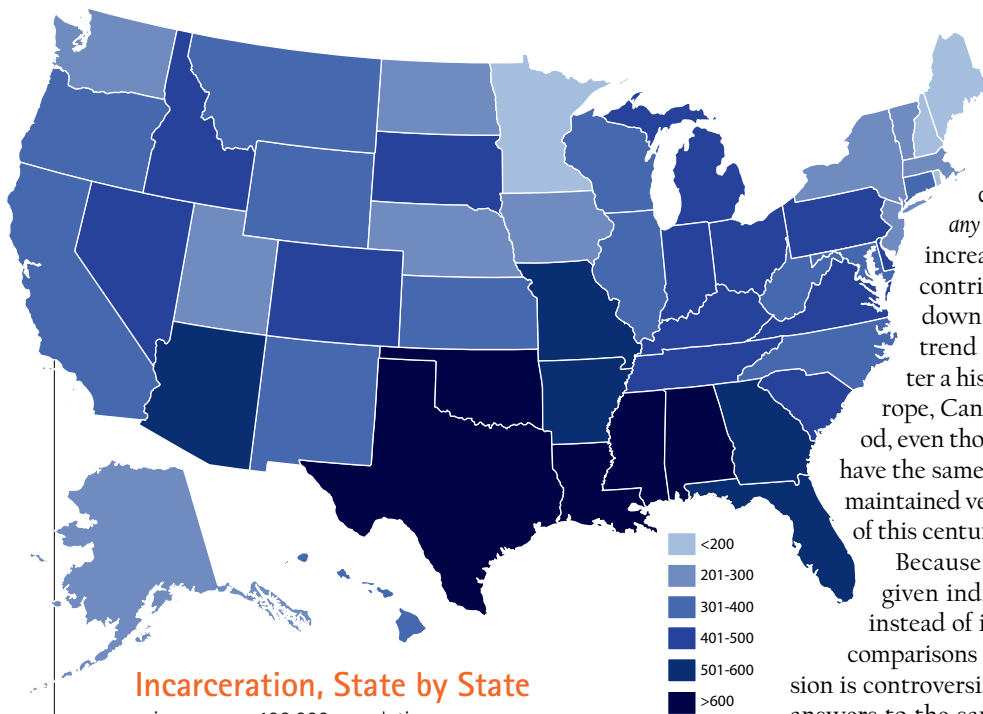 any
increa
contri
down
trend
ter a his
rope, Can
od, even tho
have the same
maintained ve
of this centur
Because
given indi
instead of i
comparisons
sion is controversi
<200
201-300
301-400
401-500
501-600
>600
Incarceration, State by State